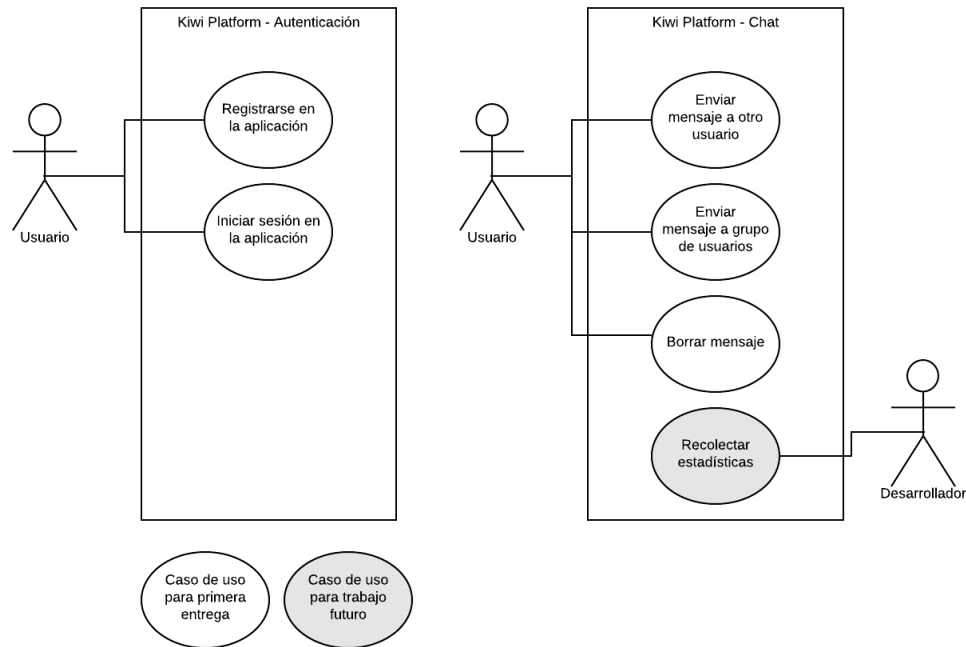 Kiwi Platform - Autenticación
Registrarse en
la aplicación
Iniciar sesión en
la aplicación
Usuario
Kiwi Platform - Chat
Enviar
mensaje a otro
usuario
Enviar
mensaje a grupo
de usuarios
Usuario
Borrar mensaje
Recolectar
estadísticas
Desarrollador
Caso de uso
para primera
entrega
Caso de uso
para trabajo
futuro